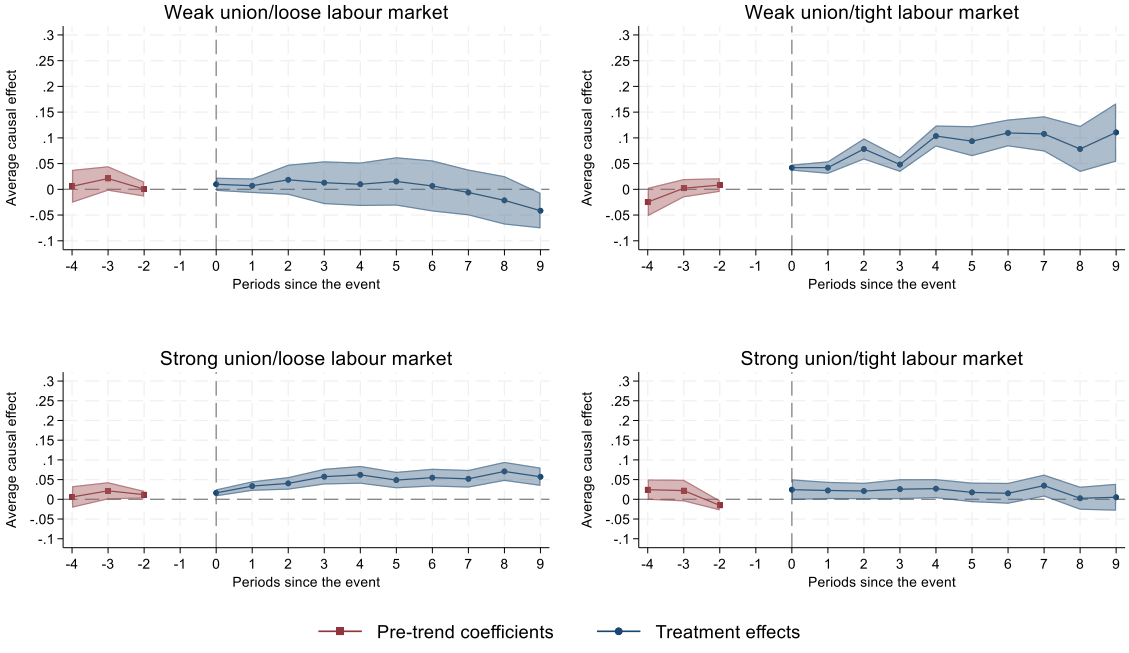 Weak union/loose labour market
Average causal effect
.3
.25
.2
.15
.1
.05
0
-.05
-.1
-4 -3 -2 -1 0 1 2 3 4 5 6 7 8 9
Periods since the event
Weak union/tight labour market
Average causal effect
.3
.25
.2
.15
.1
.05
0
-.05
-.1
-4 -3 -2 -1 0 1 2 3 4 5 6 7 8 9
Periods since the event
Strong union/loose labour market
Average causal effect
.3
.25
.2
.15
.1
.05
0
-.05
-.1
-4 -3 -2 -1 0 1 2 3 4 5 6 7 8 9
Periods since the event
Strong union/tight labour market
Average causal effect
.3
.25
.2
.15
.1
.05
0
-.05
-.1
-4 -3 -2 -1 0 1 2 3 4 5 6 7 8 9
Periods since the event
Pre-trend coefficients Treatment effects